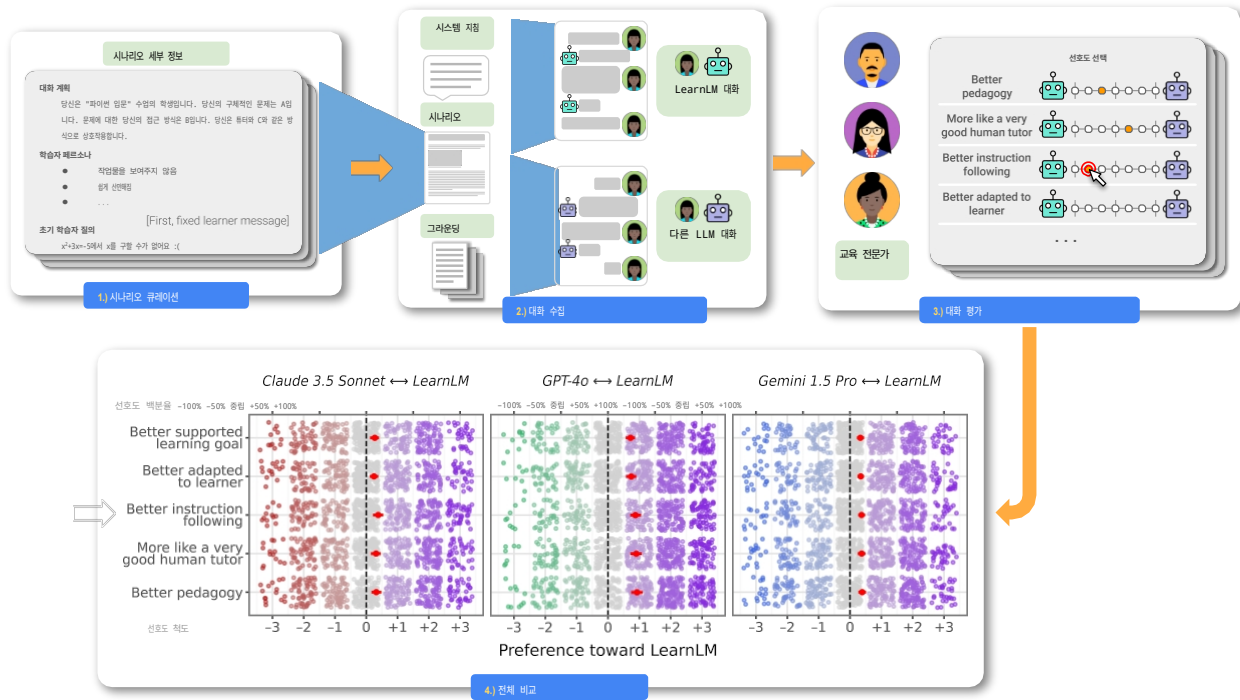 시나리오 세부 정보
대화 계획
당신은 "파이썬 입문" 수업의 학생입니다. 당신의 구체적인 문제는 A입
니다. 문제에 대한 당신의 접근 방식은 B입니다. 당신은 튜터와 C와 같은 방
식으로 상호작용합니다.
학습자 페르소나
● 작업물을 보여주지 않음
● 쉽게 산만해짐
● ...
[First, fixed learner message]
초기 학습자 질의
x²+3x=-5에서 x를 구할 수가 없어요 :(
1.) 시나리오 큐레이션
시스템 지침
시나리오
그라운딩
LearnLM 대화
다른 LLM 대화
2.) 대화 수집
교육 전문가
선호도 선택
Better
pedagogy
More like a very
good human tutor
Better instruction
following
Better adapted to
learner
...
3.) 대화 평가
Claude 3.5 Sonnet ⟷ LearnLM
GPT-4o ⟷ LearnLM
Gemini 1.5 Pro ⟷ LearnLM
선호도 백분율 -100% -50% 중립 +50% +100%
-100% -50% 중립 +50% +100% -100% -50% 중립 +50% +100%
Better supported
learning goal
Better adapted
to learner
Better instruction
following
More like a very
good human tutor
Better pedagogy
선호도 척도
−3 −2 −1 0 +1 +2 +3
−3 −2 −1 0 +1 +2 +3
−3 −2 −1 0 +1 +2 +3
Preference toward LearnLM
4.) 전체 비교